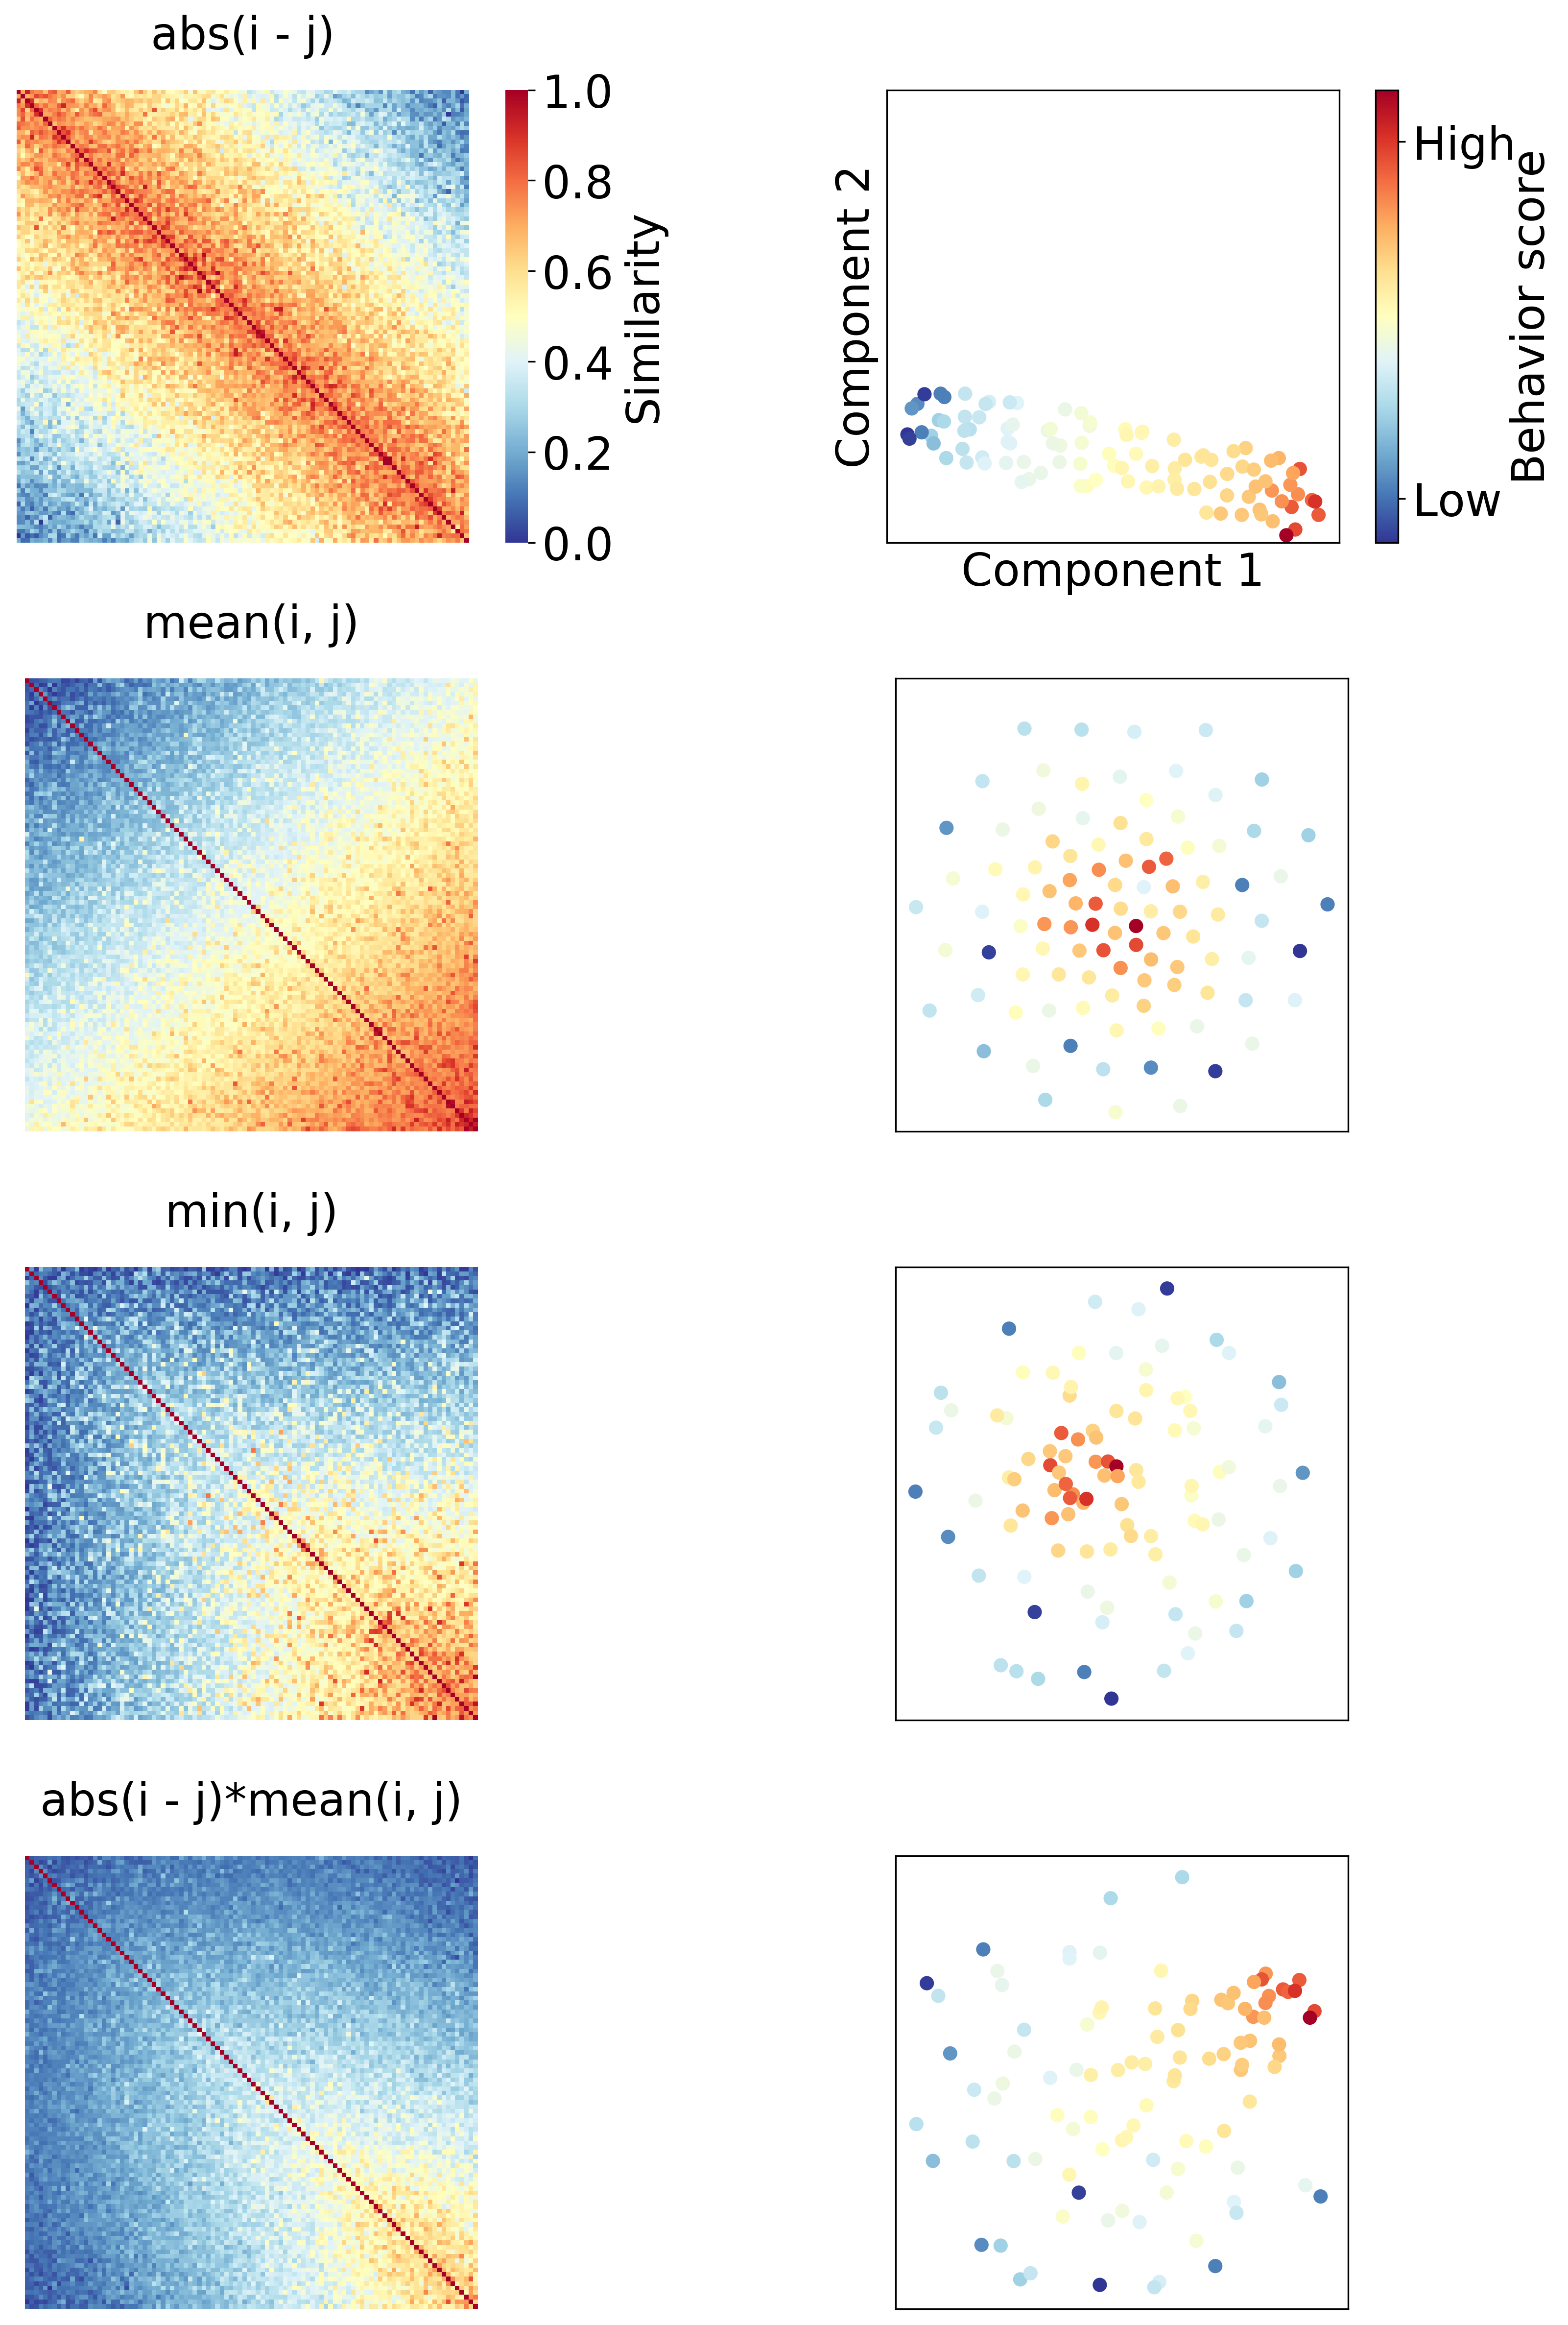 abs(i - j)
1.0
0.8
0.6
0.4
0.2
0.0
Similarity
Component 2
Component 1
High
Low
Behavior score
mean(i, j)
min(i, j)
abs(i - j)*mean(i, j)